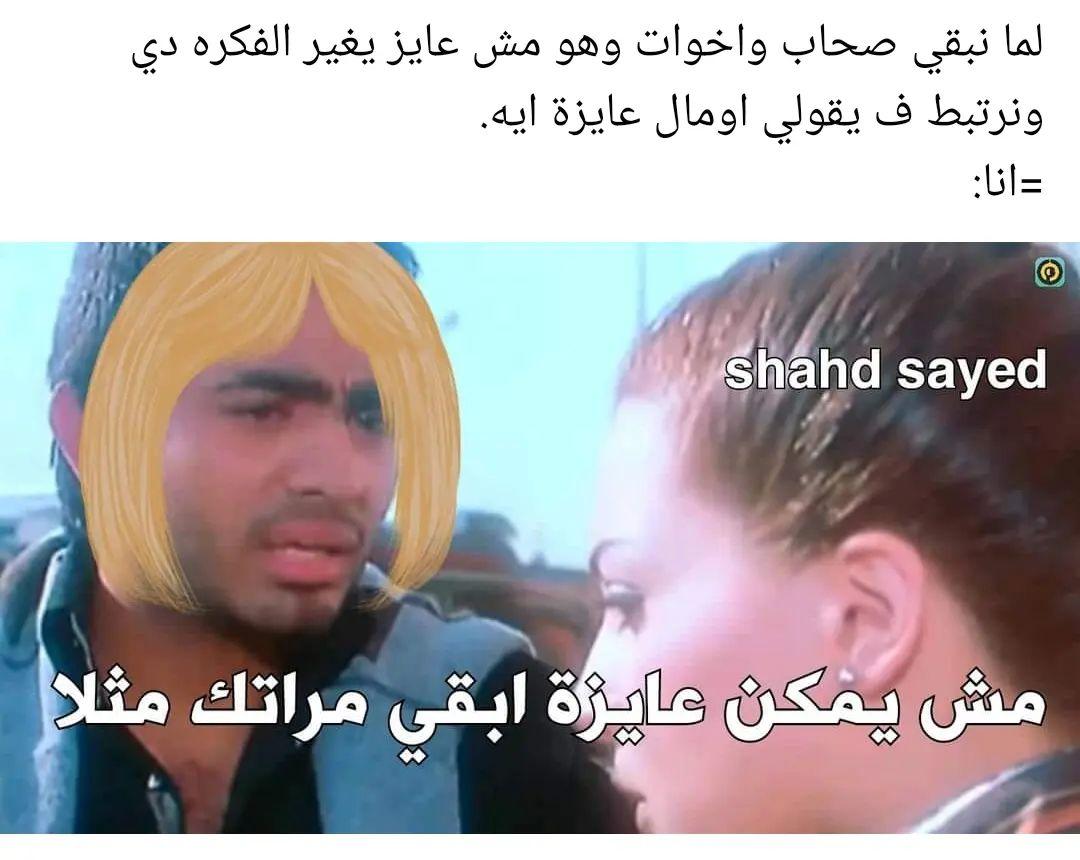 لما نبقي صحاب واخوات وهو مش عايز يغير الفكره دي
ونرتبط ف يقولي اومال عايزة ايه.
=انا:
shahd sayed
مش يمكن عايزة ابقي مراتك مثلا